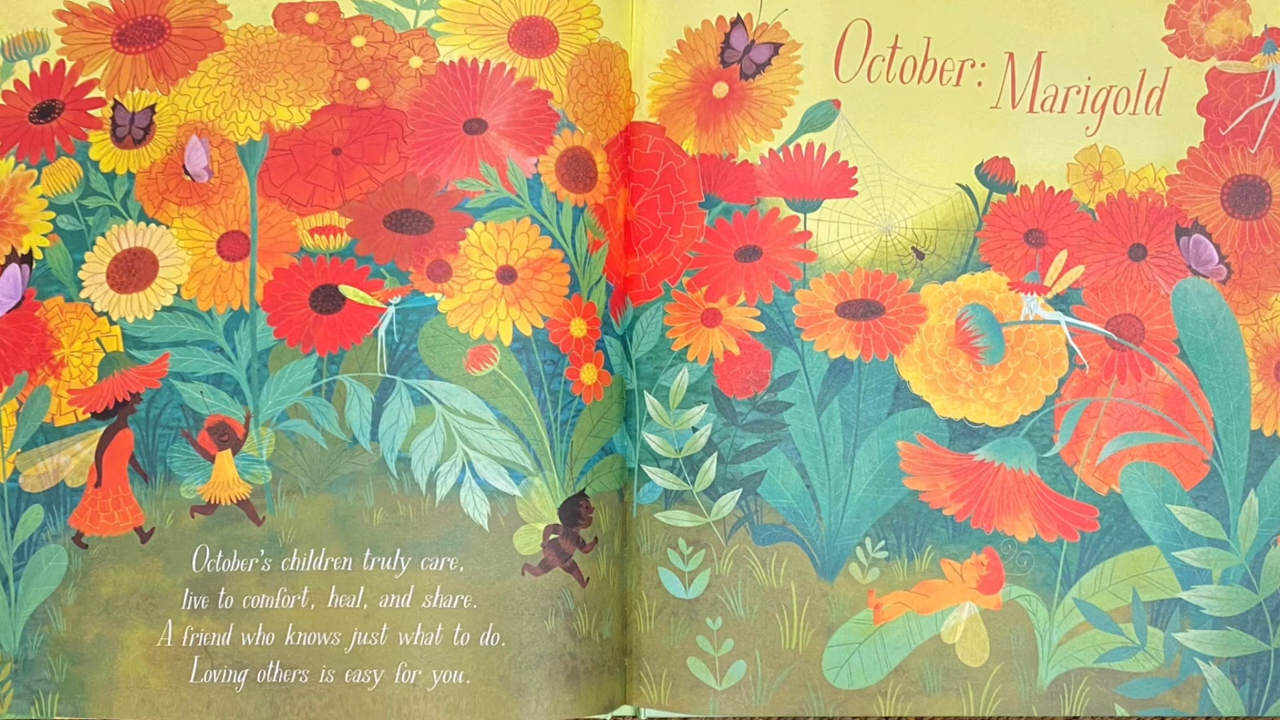 October: Marigold
October's children truly care,
live to comfort, heal, and share.
A friend who knows just what to do.
Loving others is easy for you.